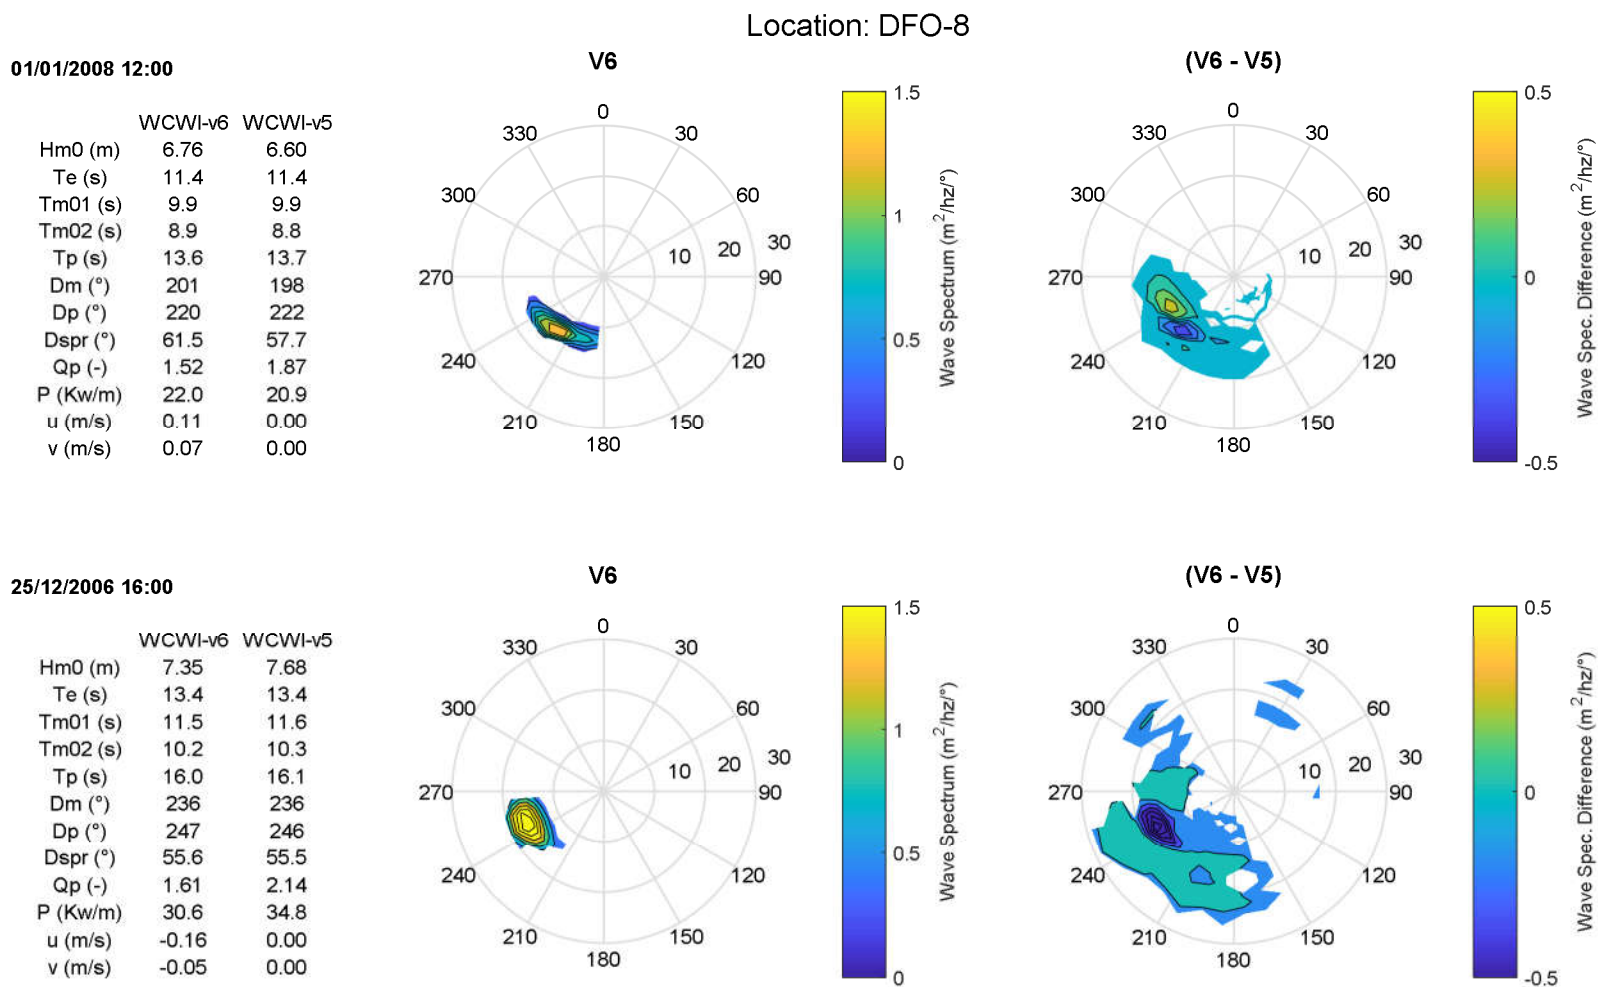 Location: DFO-8
01/01/2008 12:00
WCWI-v6 WCWI-v5
Hm0 (m) 6.76 6.60
Te (s) 11.4 11.4
Tm01 (s) 9.9 9.9
Tm02 (s) 8.9 8.8
Tp (s) 13.6 13.7
Dm (°) 201 198
Dp (°) 220 222
Dspr (°) 61.5 57.7
Qp (-) 1.52 1.87
P (Kw/m) 22.0 20.9
u (m/s) 0.11 0.00
v (m/s) 0.07 0.00
V6
0
330 30
300 60
10 20 30
270 90
240 120
210 150
180
1.5
1
0.5
0
Wave Spectrum (m2/hz/°)
(V6 - V5)
0
330 30
300 60
10 20 30
270 90
240 120
210 150
180
0.5
0
-0.5
Wave Spec. Difference (m2/hz/°)
25/12/2006 16:00
WCWI-v6 WCWI-v5
Hm0 (m) 7.35 7.68
Te (s) 13.4 13.4
Tm01 (s) 11.5 11.6
Tm02 (s) 10.2 10.3
Tp (s) 16.0 16.1
Dm (°) 236 236
Dp (°) 247 246
Dspr (°) 55.6 55.5
Qp (-) 1.61 2.14
P (Kw/m) 30.6 34.8
u (m/s) -0.16 0.00
v (m/s) -0.05 0.00
V6
0
330 30
300 60
10 20 30
270 90
240 120
210 150
180
1.5
1
0.5
0
Wave Spectrum (m2/hz/°)
(V6 - V5)
0
330 30
300 60
10 20 30
270 90
240 120
210 150
180
0.5
0
-0.5
Wave Spec. Difference (m2/hz/°)